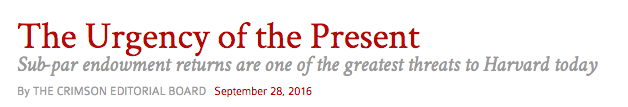 The Urgency of the Present
Sub-par endowment returns are one of the greatest threats to Harvard today
By THE CRIMSON EDITORIAL BOARD September 28, 2016